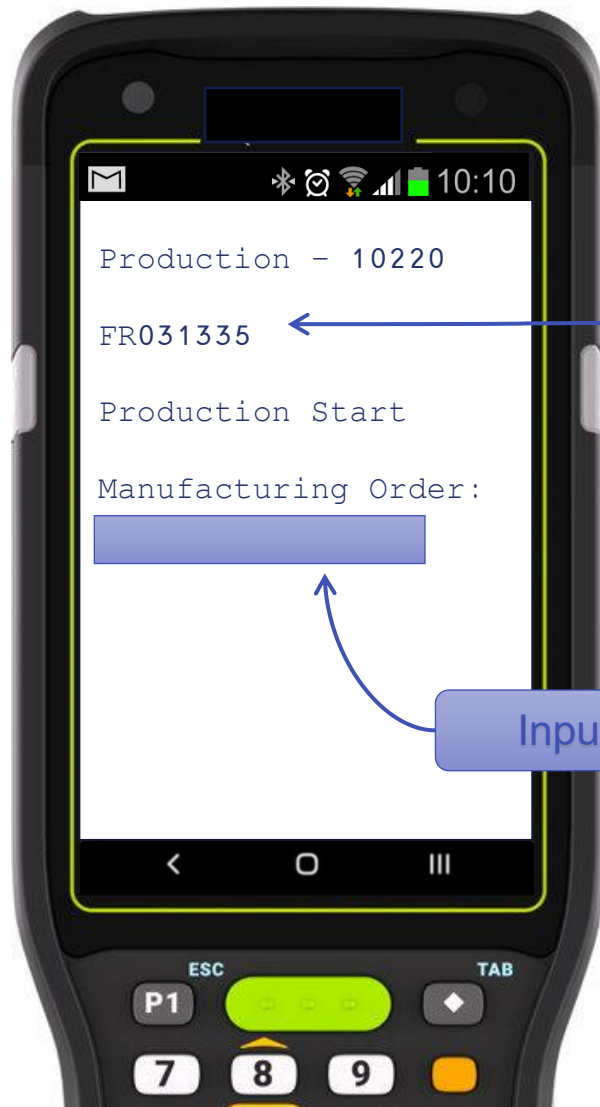 10:10
Production – 10220
FR031335
Production Start
Manufacturing Order:
Inpu
ESC
TAB
P1
7
8
9